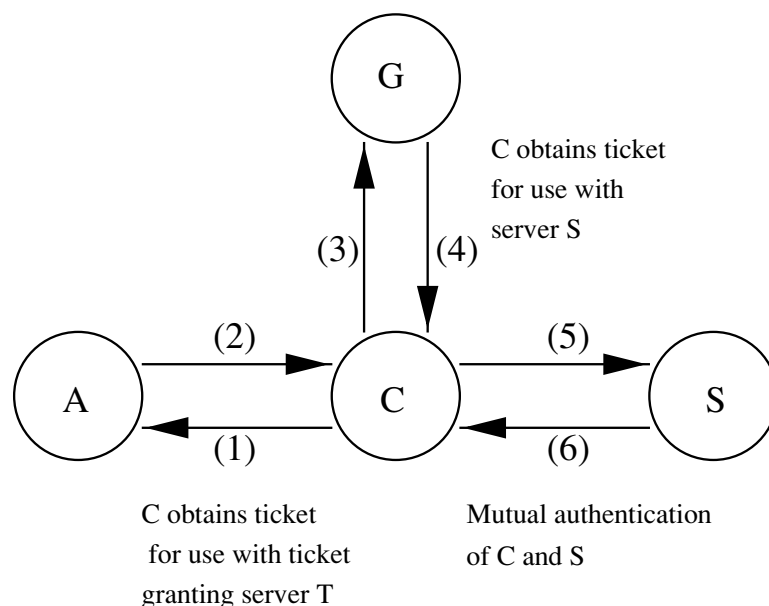 G
C obtains ticket
for use with
server S
(3)
(4)
(2)
(5)
A
C
S
(1)
(6)
C obtains ticket
for use with ticket
granting server T
Mutual authentication
of C and S